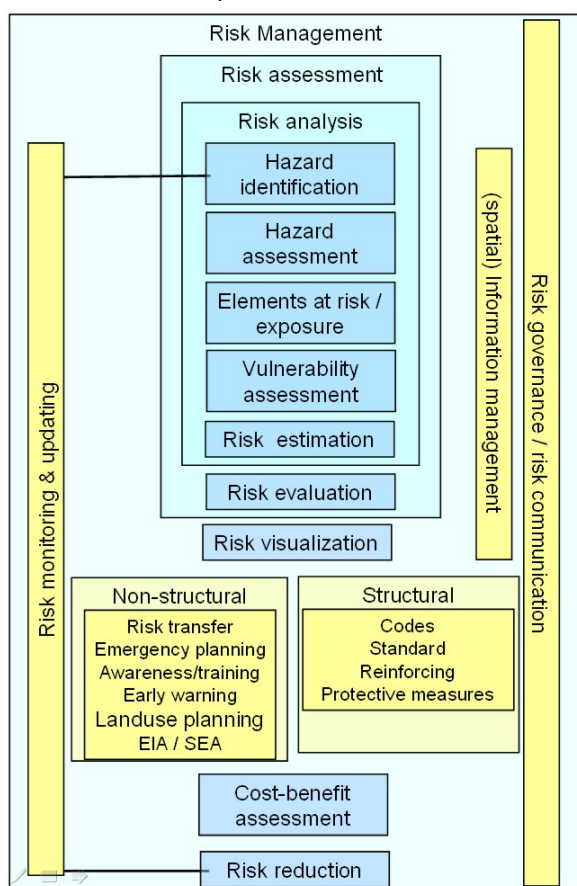 Risk Management
Risk assessment
Risk analysis
Hazard
identification
Hazard
assessment
Elements at risk /
exposure
Vulnerability
assessment
Risk estimation
Risk evaluation
Risk visualization
Risk monitoring & updating
(spatial) Information management
Risk governance / risk communication
Non-structural
Risk transfer
Emergency planning
Awareness/training
Early warning
Landuse planning
EIA / SEA
Structural
Codes
Standard
Reinforcing
Protective measures
Cost-benefit
assessment
Risk reduction